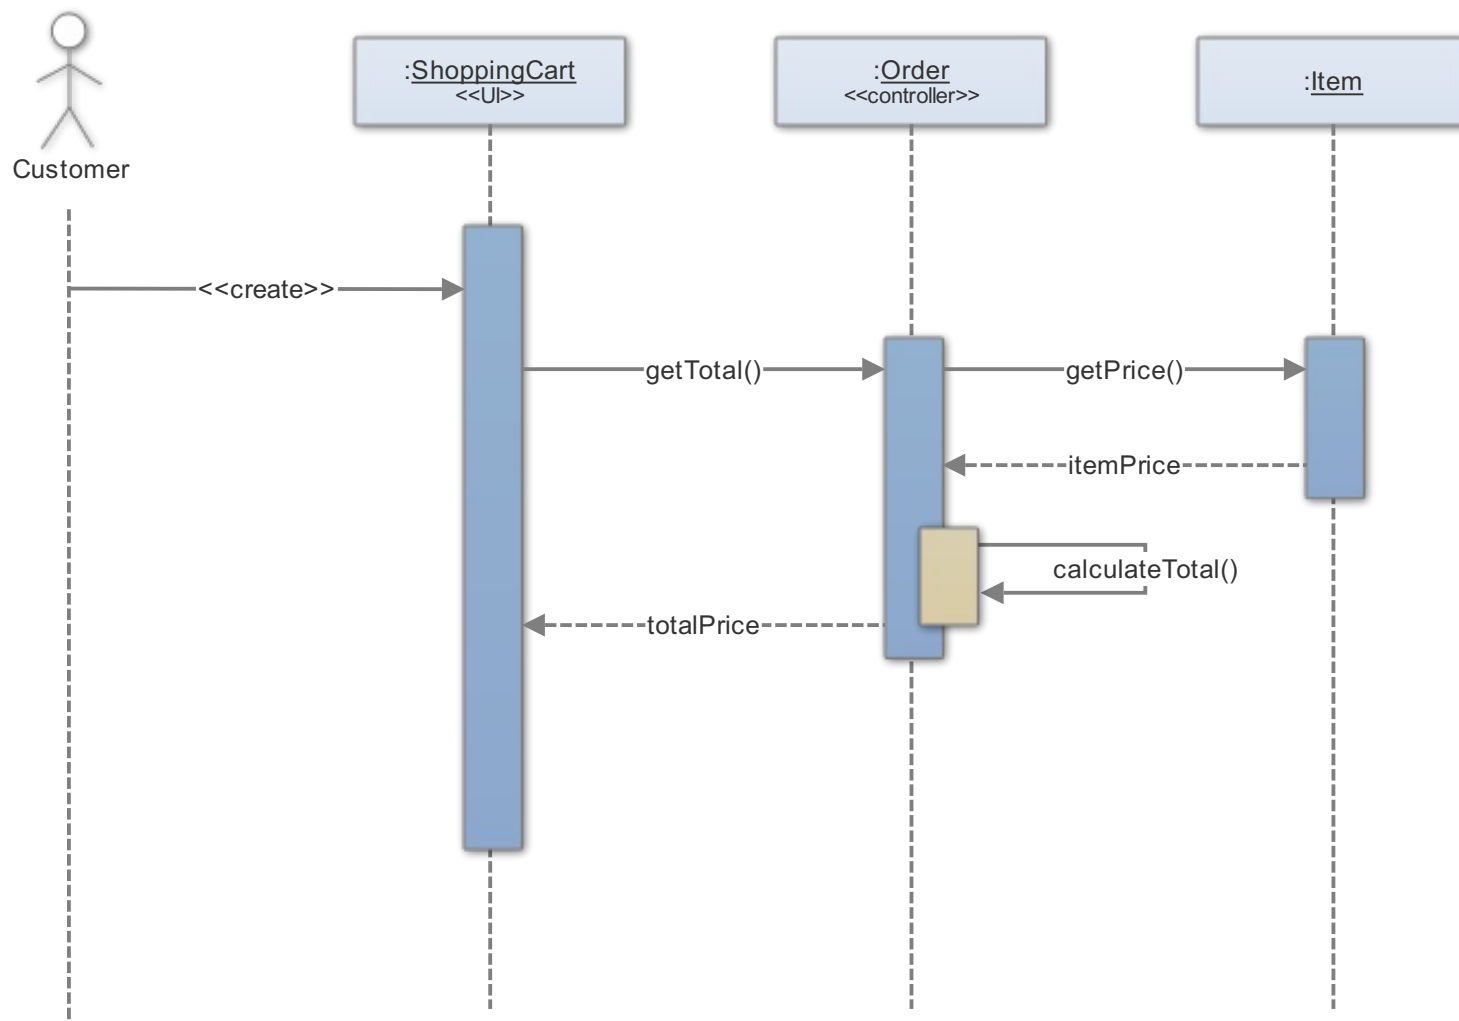 Customer
:ShoppingCart
<<UI>>
:Order
<<controller>>
:Item
<<create>>
getTotal()
getPrice()
itemPrice
calculateTotal()
totalPrice